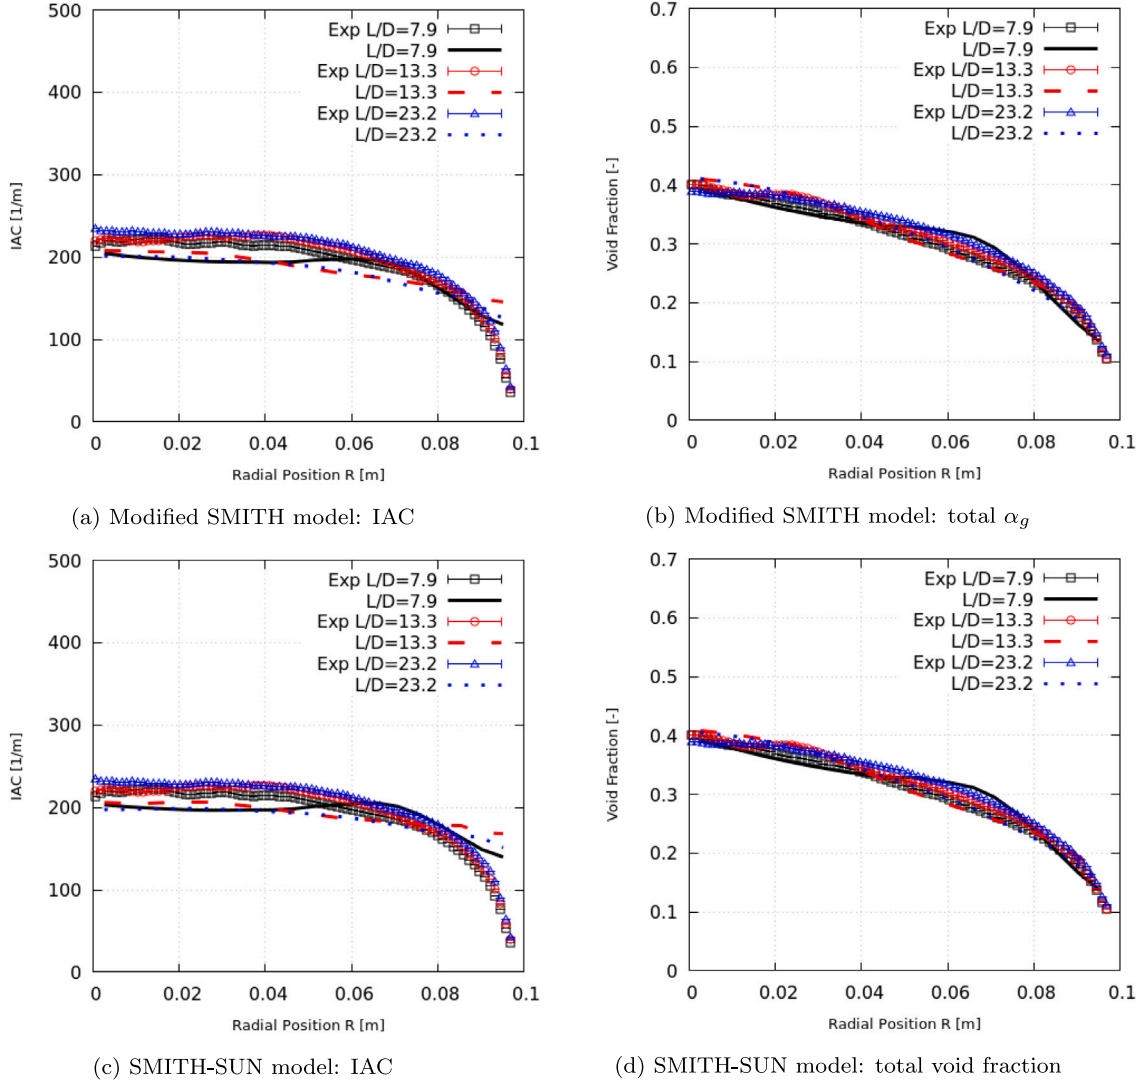 500
400
300
200
100
0
IAC [1/m]
Exp L/D=7.9
L/D=7.9
Exp L/D=13.3
L/D=13.3
Exp L/D=23.2
L/D=23.2
0 0.02 0.04 0.06 0.08 0.1
Radial Position R [m]
(a) Modified SMITH model: IAC
0.7
0.6
0.5
0.4
0.3
0.2
0.1
0
Void Fraction [-]
Exp L/D=7.9
L/D=7.9
Exp L/D=13.3
L/D=13.3
Exp L/D=23.2
L/D=23.2
0 0.02 0.04 0.06 0.08 0.1
Radial Position R [m]
(b) Modified SMITH model: total α_g
500
400
300
200
100
0
IAC [1/m]
Exp L/D=7.9
L/D=7.9
Exp L/D=13.3
L/D=13.3
Exp L/D=23.2
L/D=23.2
0 0.02 0.04 0.06 0.08 0.1
Radial Position R [m]
(c) SMITH-SUN model: IAC
0.7
0.6
0.5
0.4
0.3
0.2
0.1
0
Void Fraction [-]
Exp L/D=7.9
L/D=7.9
Exp L/D=13.3
L/D=13.3
Exp L/D=23.2
L/D=23.2
0 0.02 0.04 0.06 0.08 0.1
Radial Position R [m]
(d) SMITH-SUN model: total void fraction